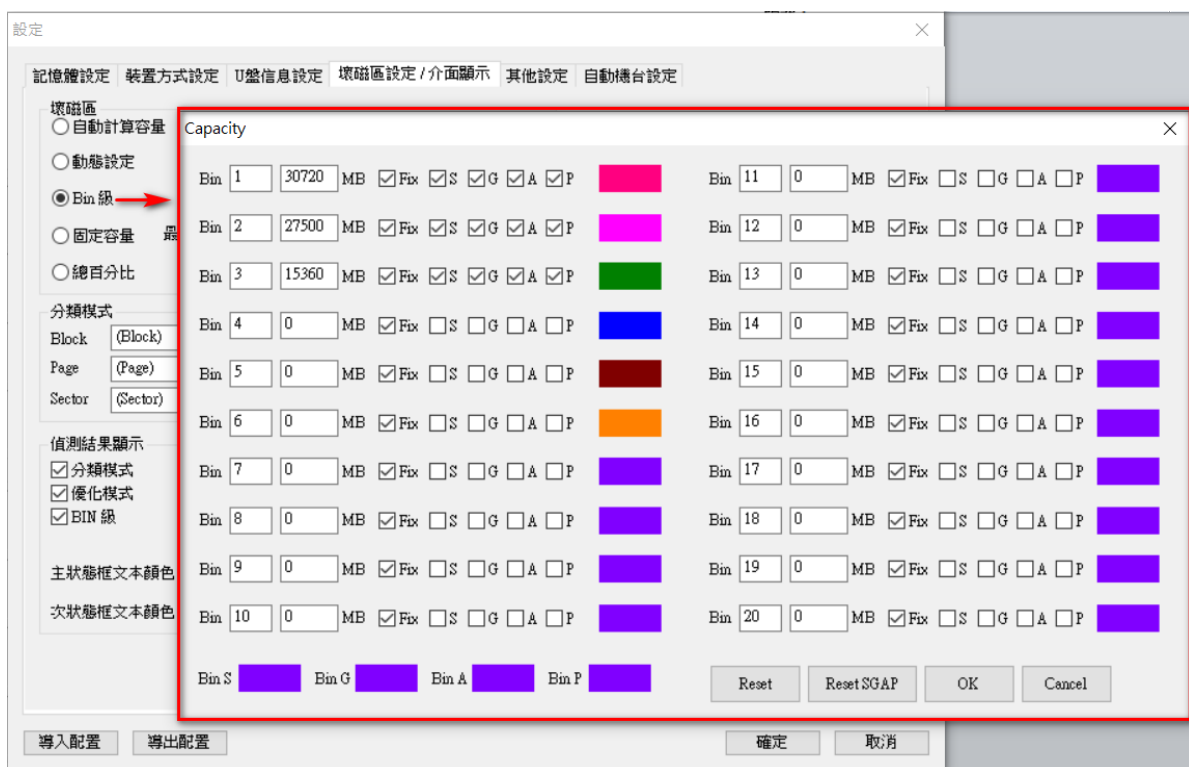 設定
記憶體設定 裝置方式設定 U盤信息設定 壞磁區設定 / 介面顯示 其他設定 自動機台設定
壞磁區
自動計算容量
動態設定
Bin 級
固定容量 最
總百分比
分類模式
Block (Block)
Page (Page)
Sector (Sector)
偵測結果顯示
分類模式
優化模式
BIN 級
主狀態框文本顏色
次狀態框文本顏色
Capacity
Bin 1 30720 MB Fix S G A P
Bin 2 27500 MB Fix S G A P
Bin 3 15360 MB Fix S G A P
Bin 4 0 MB Fix S G A P
Bin 5 0 MB Fix S G A P
Bin 6 0 MB Fix S G A P
Bin 7 0 MB Fix S G A P
Bin 8 0 MB Fix S G A P
Bin 9 0 MB Fix S G A P
Bin 10 0 MB Fix S G A P
Bin 11 0 MB Fix S G A P
Bin 12 0 MB Fix S G A P
Bin 13 0 MB Fix S G A P
Bin 14 0 MB Fix S G A P
Bin 15 0 MB Fix S G A P
Bin 16 0 MB Fix S G A P
Bin 17 0 MB Fix S G A P
Bin 18 0 MB Fix S G A P
Bin 19 0 MB Fix S G A P
Bin 20 0 MB Fix S G A P
Bin S Bin G Bin A Bin P
Reset Reset SGAP OK Cancel
導入配置 導出配置 確定 取消